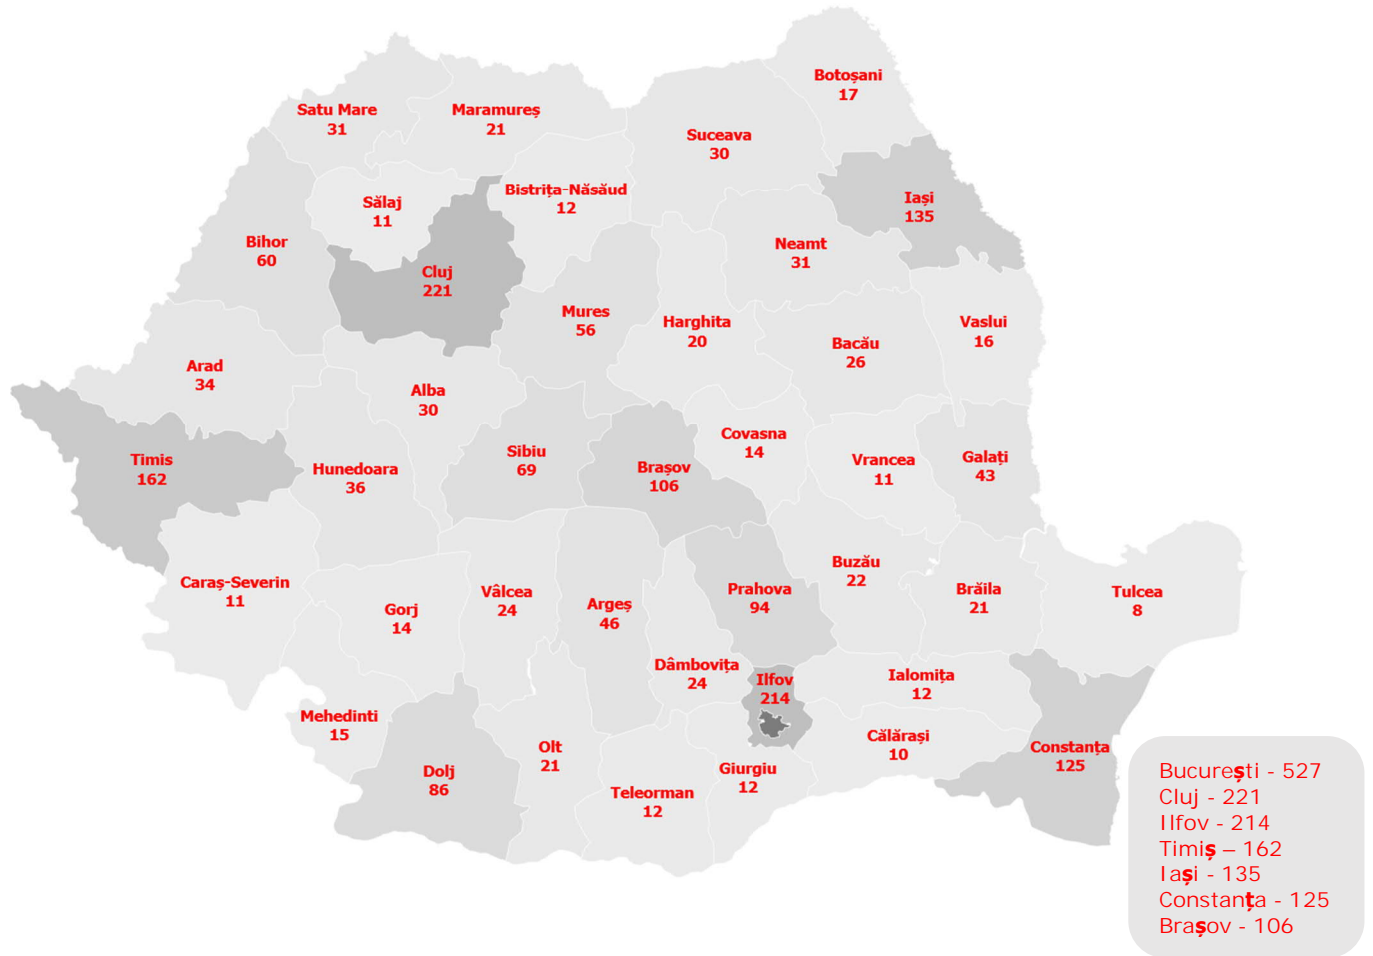 Botoșani
17
Satu Mare
31
Maramureș
21
Suceava
30
Bistrița-Năsăud
12
Sălaj
11
Iași
135
Bihor
60
Neamt
31
Cluj
221
Mures
56
Harghita
20
Vaslui
16
Bacău
26
Arad
34
Alba
30
Covasna
14
Sibiu
69
Brașov
106
Timis
162
Hunedoara
36
Vrancea
11
Galați
43
Caraș-Severin
11
Vâlcea
24
Argeș
46
Prahova
94
Buzău
22
Brăila
21
Tulcea
8
Gorj
14
Dâmbovița
24
Ilfov
214
Ialomița
12
Mehedinti
15
Călărași
10
Constanța
125
Olt
21
Dolj
86
Giurgiu
12
Teleorman
12
București - 527
Cluj - 221
Ilfov - 214
Timiș – 162
Iași - 135
Constanța - 125
Brașov - 106